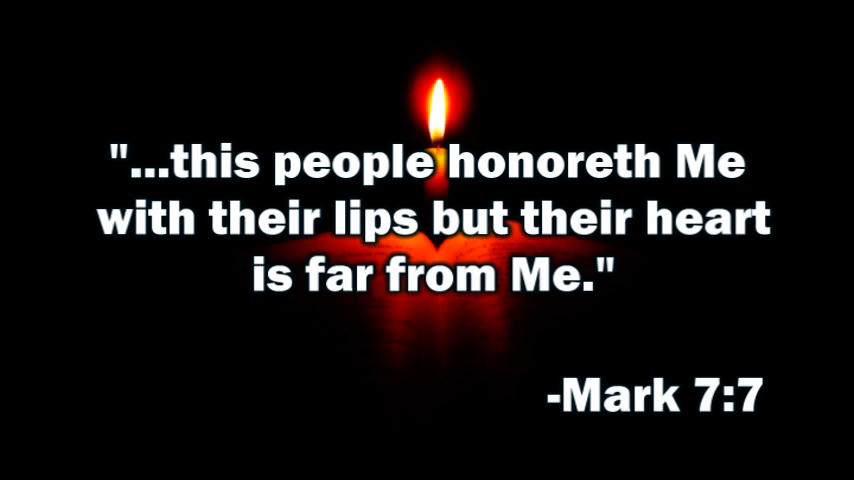 "...this people honoreth Me
with their lips but their heart
is far from Me."
-Mark 7:7